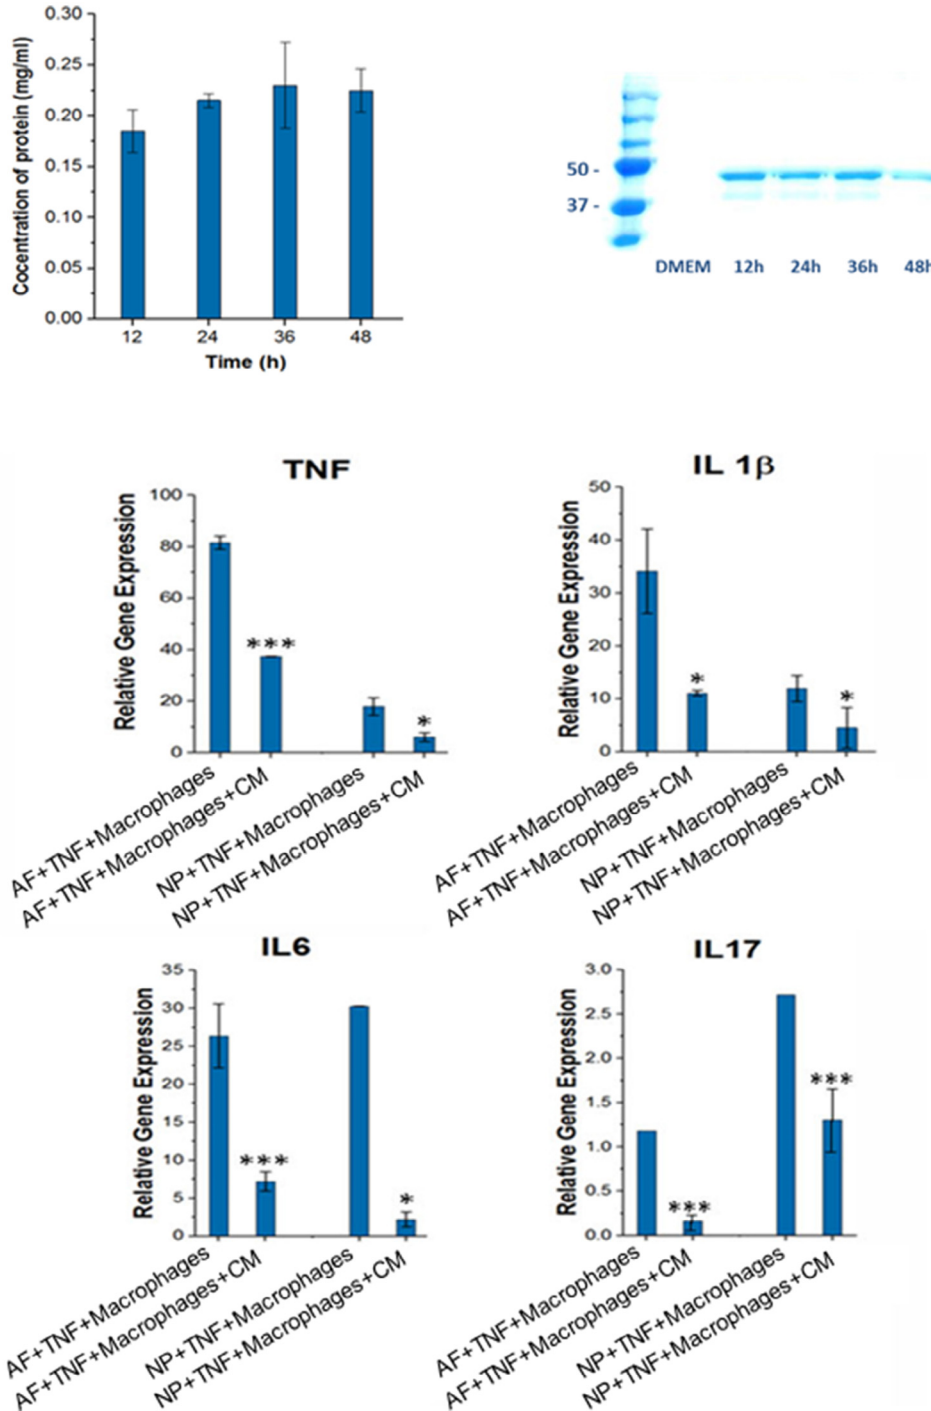 0.30
0.25
0.20
0.15
0.10
0.05
0.00
Cocentration of protein (mg/ml)
12 24 36 48
Time (h)
50 -
37 -
DMEM 12h 24h 36h 48h
TNF
100
80
60
40
20
0
Relative Gene Expression
***
*
AF+TNF+Macrophages
AF+TNF+Macrophages+CM
NP+TNF+Macrophages
NP+TNF+Macrophages+CM
IL 1β
50
40
30
20
10
0
Relative Gene Expression
*
*
AF+TNF+Macrophages
AF+TNF+Macrophages+CM
NP+TNF+Macrophages
NP+TNF+Macrophages+CM
IL6
35
30
25
20
15
10
5
0
Relative Gene Expression
***
*
AF+TNF+Macrophages
AF+TNF+Macrophages+CM
NP+TNF+Macrophages
NP+TNF+Macrophages+CM
IL17
3.0
2.5
2.0
1.5
1.0
0.5
0.0
Relative Gene Expression
***
***
AF+TNF+Macrophages
AF+TNF+Macrophages+CM
NP+TNF+Macrophages
NP+TNF+Macrophages+CM